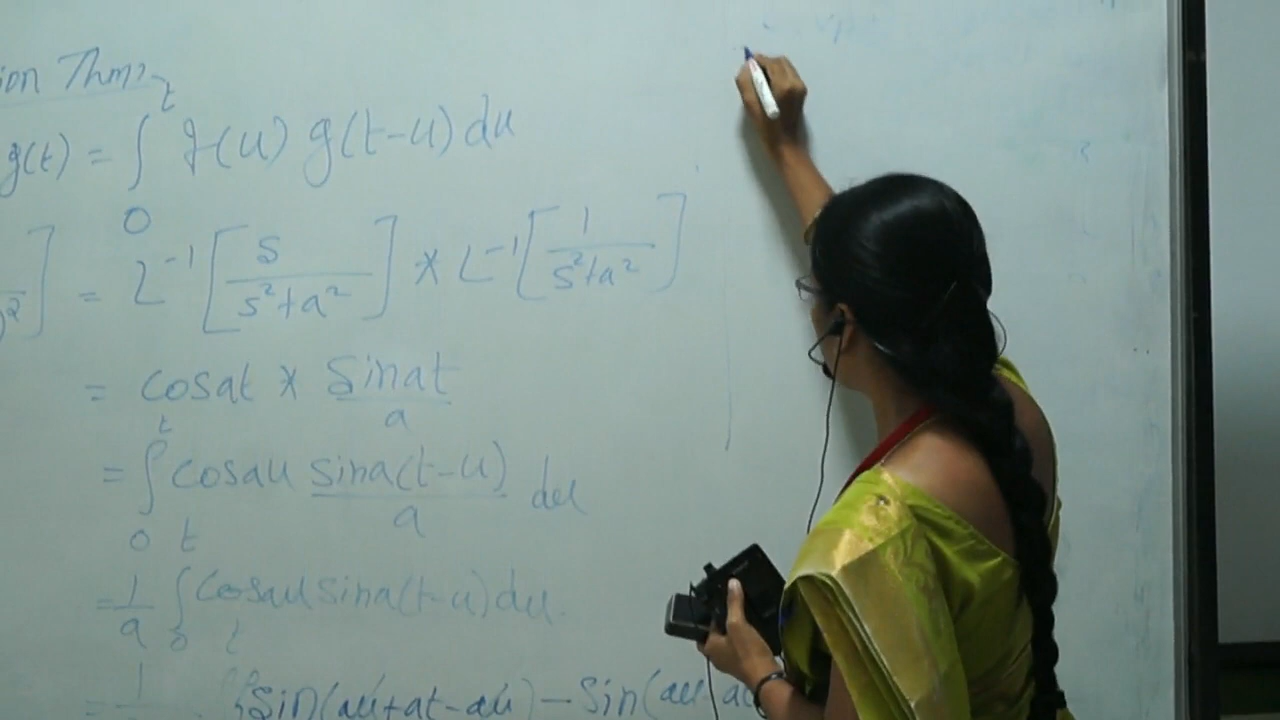 ion Thm:-
g(t) = ∫₀ᵗ f(u) g(t-u) du
] = L⁻¹[s/(s²+a²)] * L⁻¹[1/(s²+a²)]
= cosat * sinat/a
= ∫₀ᵗ cosau sina(t-u)/a du
= 1/a ∫₀ᵗ cosau sina(t-u) du
= 1/ {sin(au+at-au) - sin(au